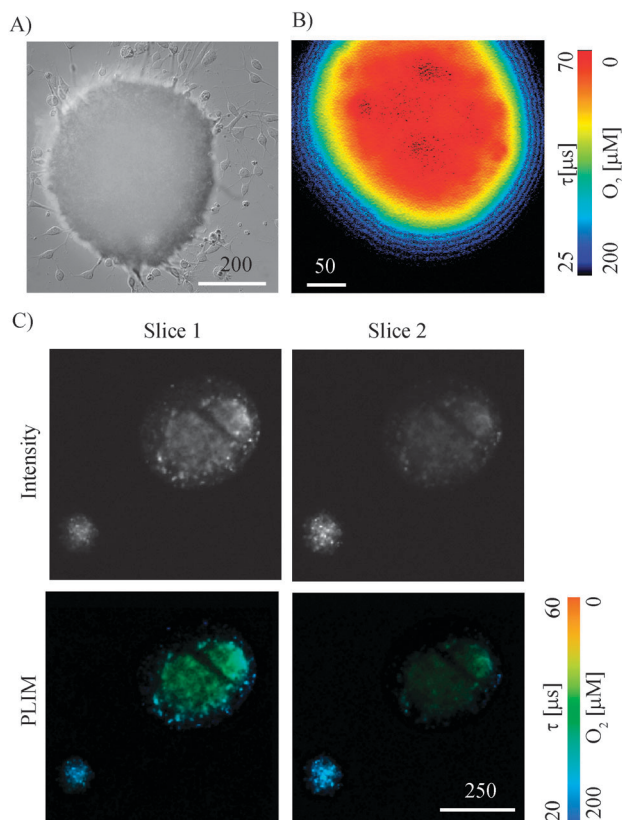 A)
200
B)
50
70
25
τ[µs]
0
200
O2 [µM]
C)
Slice 1
Slice 2
Intensity
PLIM
250
60
20
τ [µs]
0
200
O2 [µM]